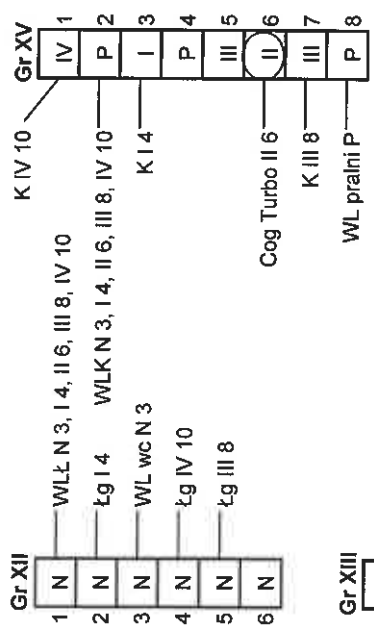 Gr XII
1 N WLŁ N 3, I 4, II 6, III 8, IV 10
2 N Łg I 4
3 N WL wc N 3
4 N Łg IV 10
5 N Łg III 8
6 N
Gr XIII
Gr XV
K IV 10 IV 1
WLK N 3, I 4, II 6, III 8, IV 10 P 2
K I 4 I 3
P 4
III 5
Cog Turbo II 6 II 6
K III 8 III 7
WL pralni P P 8